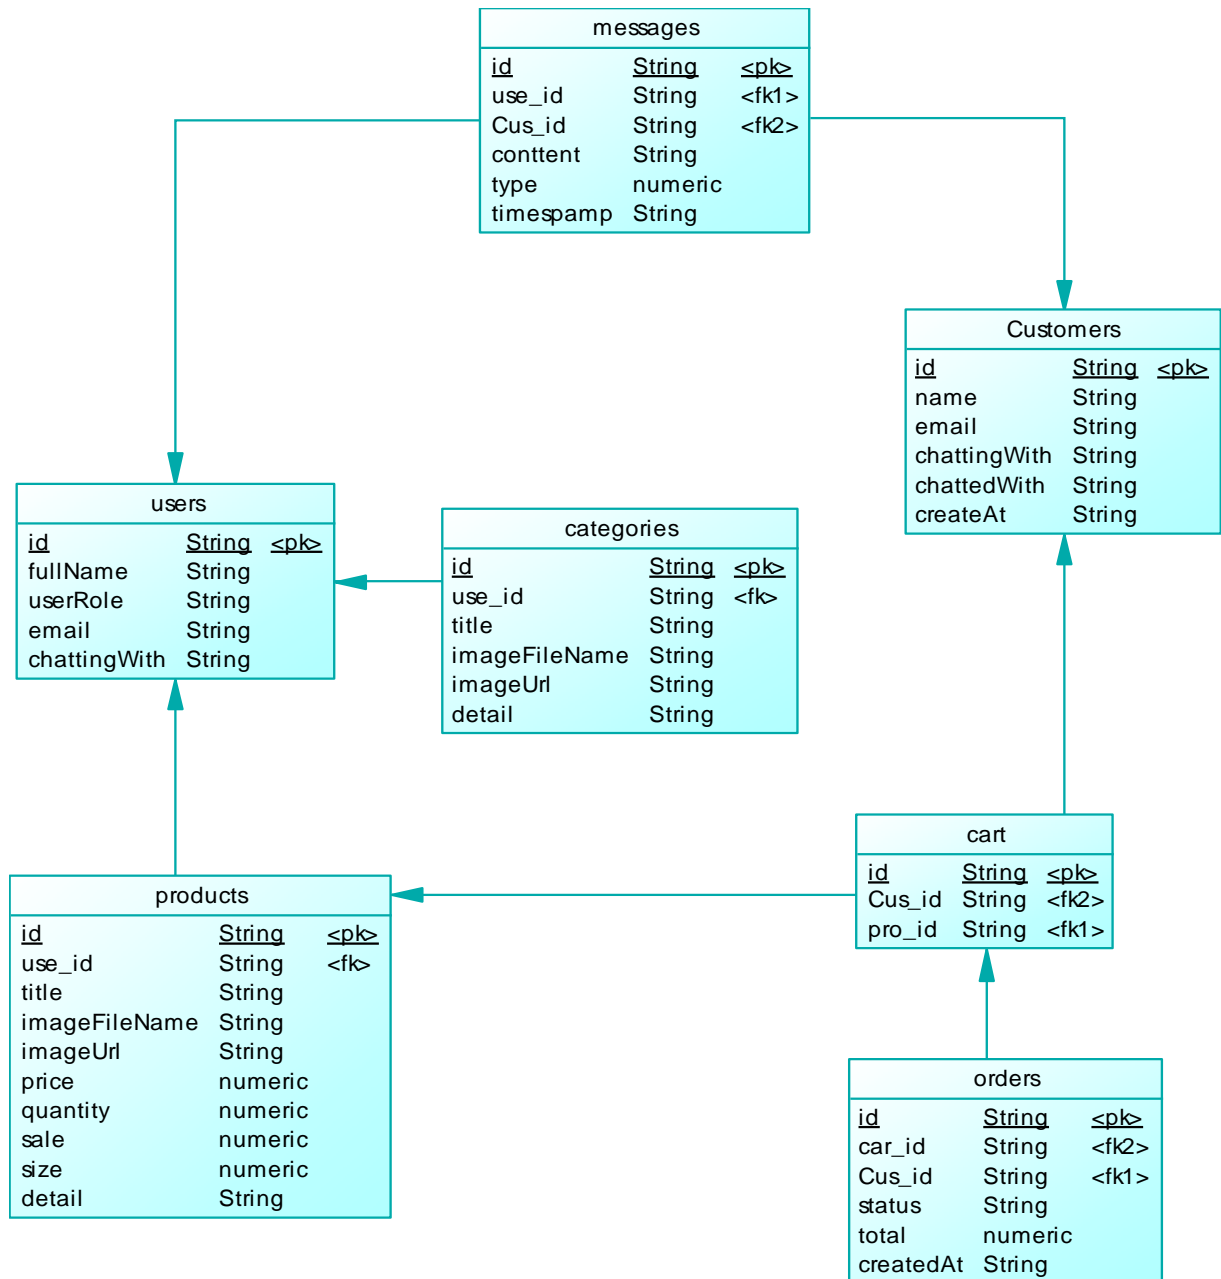 messages
id String <pk>
use_id String <fk1>
Cus_id String <fk2>
conttent String
type numeric
timespamp String
Customers
id String <pk>
name String
email String
chattingWith String
chattedWith String
createAt String
users
id String <pk>
fullName String
userRole String
email String
chattingWith String
categories
id String <pk>
use_id String <fk>
title String
imageFileName String
imageUrl String
detail String
cart
id String <pk>
Cus_id String <fk2>
pro_id String <fk1>
products
id String <pk>
use_id String <fk>
title String
imageFileName String
imageUrl String
price numeric
quantity numeric
sale numeric
size numeric
detail String
orders
id String <pk>
car_id String <fk2>
Cus_id String <fk1>
status String
total numeric
createdAt String